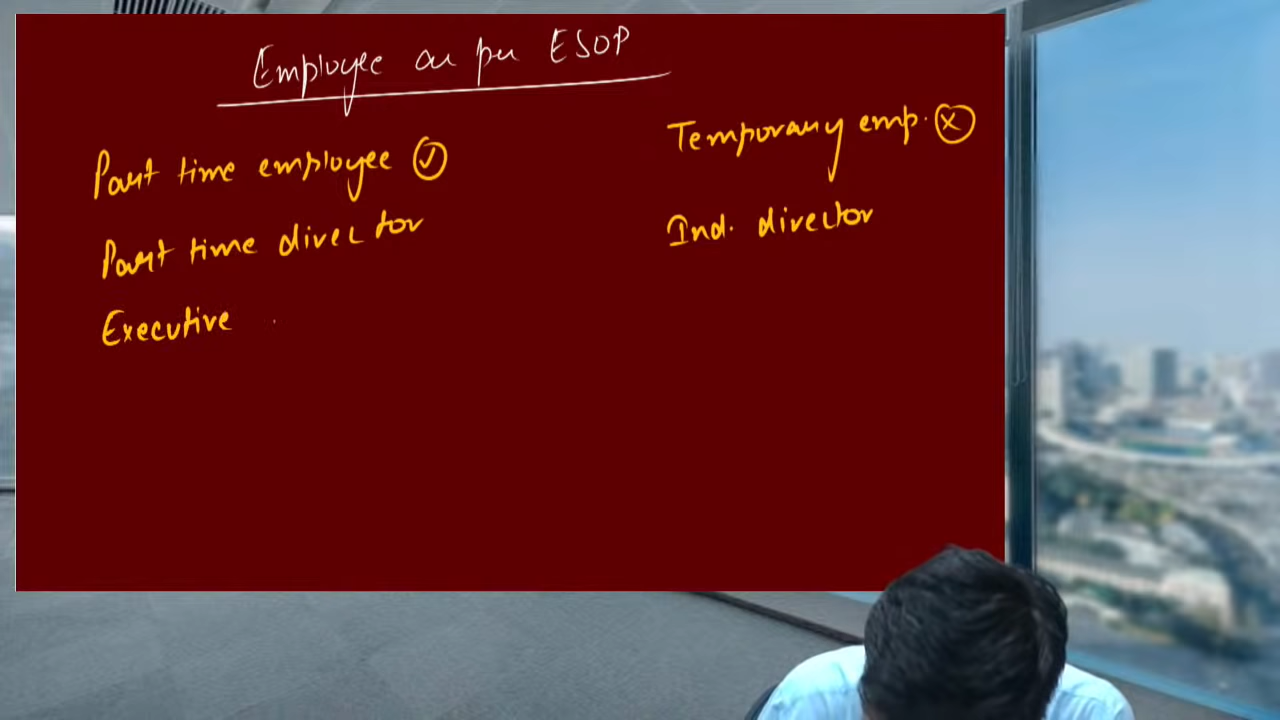 Employee as per ESOP
Part time employee ✓
Part time director
Executive
Temporary emp. ✗
Ind. director